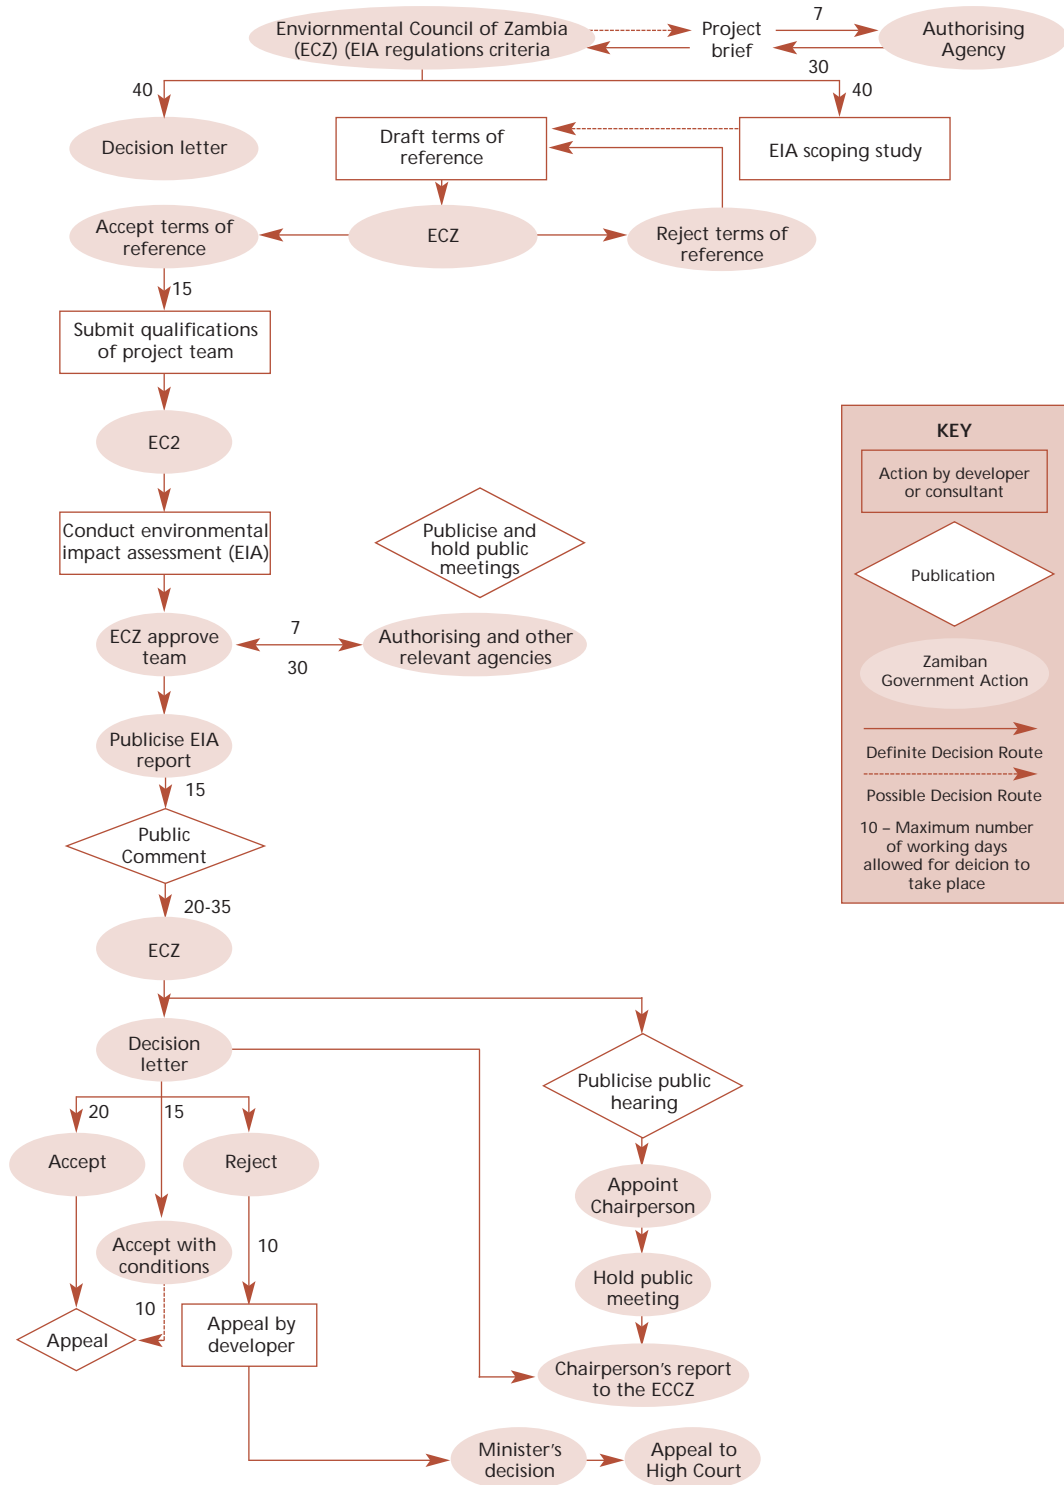 Enviornmental Council of Zambia
(ECZ) (EIA regulations criteria
Project
brief
7
30
Authorising
Agency
40
40
Decision letter
Draft terms of
reference
EIA scoping study
Accept terms of
reference
ECZ
Reject terms of
reference
15
Submit qualifications
of project team
EC2
Conduct environmental
impact assessment (EIA)
Publicise and
hold public
meetings
ECZ approve
team
7
30
Authorising and other
relevant agencies
Publicise EIA
report
15
Public
Comment
20-35
ECZ
Decision
letter
Publicise public
hearing
20
15
Accept
Reject
Appoint
Chairperson
Accept with
conditions
10
Hold public
meeting
10
Appeal
Appeal by
developer
Chairperson's report
to the ECCZ
Minister's
decision
Appeal to
High Court
KEY
Action by developer
or consultant
Publication
Zamiban
Government Action
Definite Decision Route
Possible Decision Route
10 – Maximum number
of working days
allowed for deicion to
take place